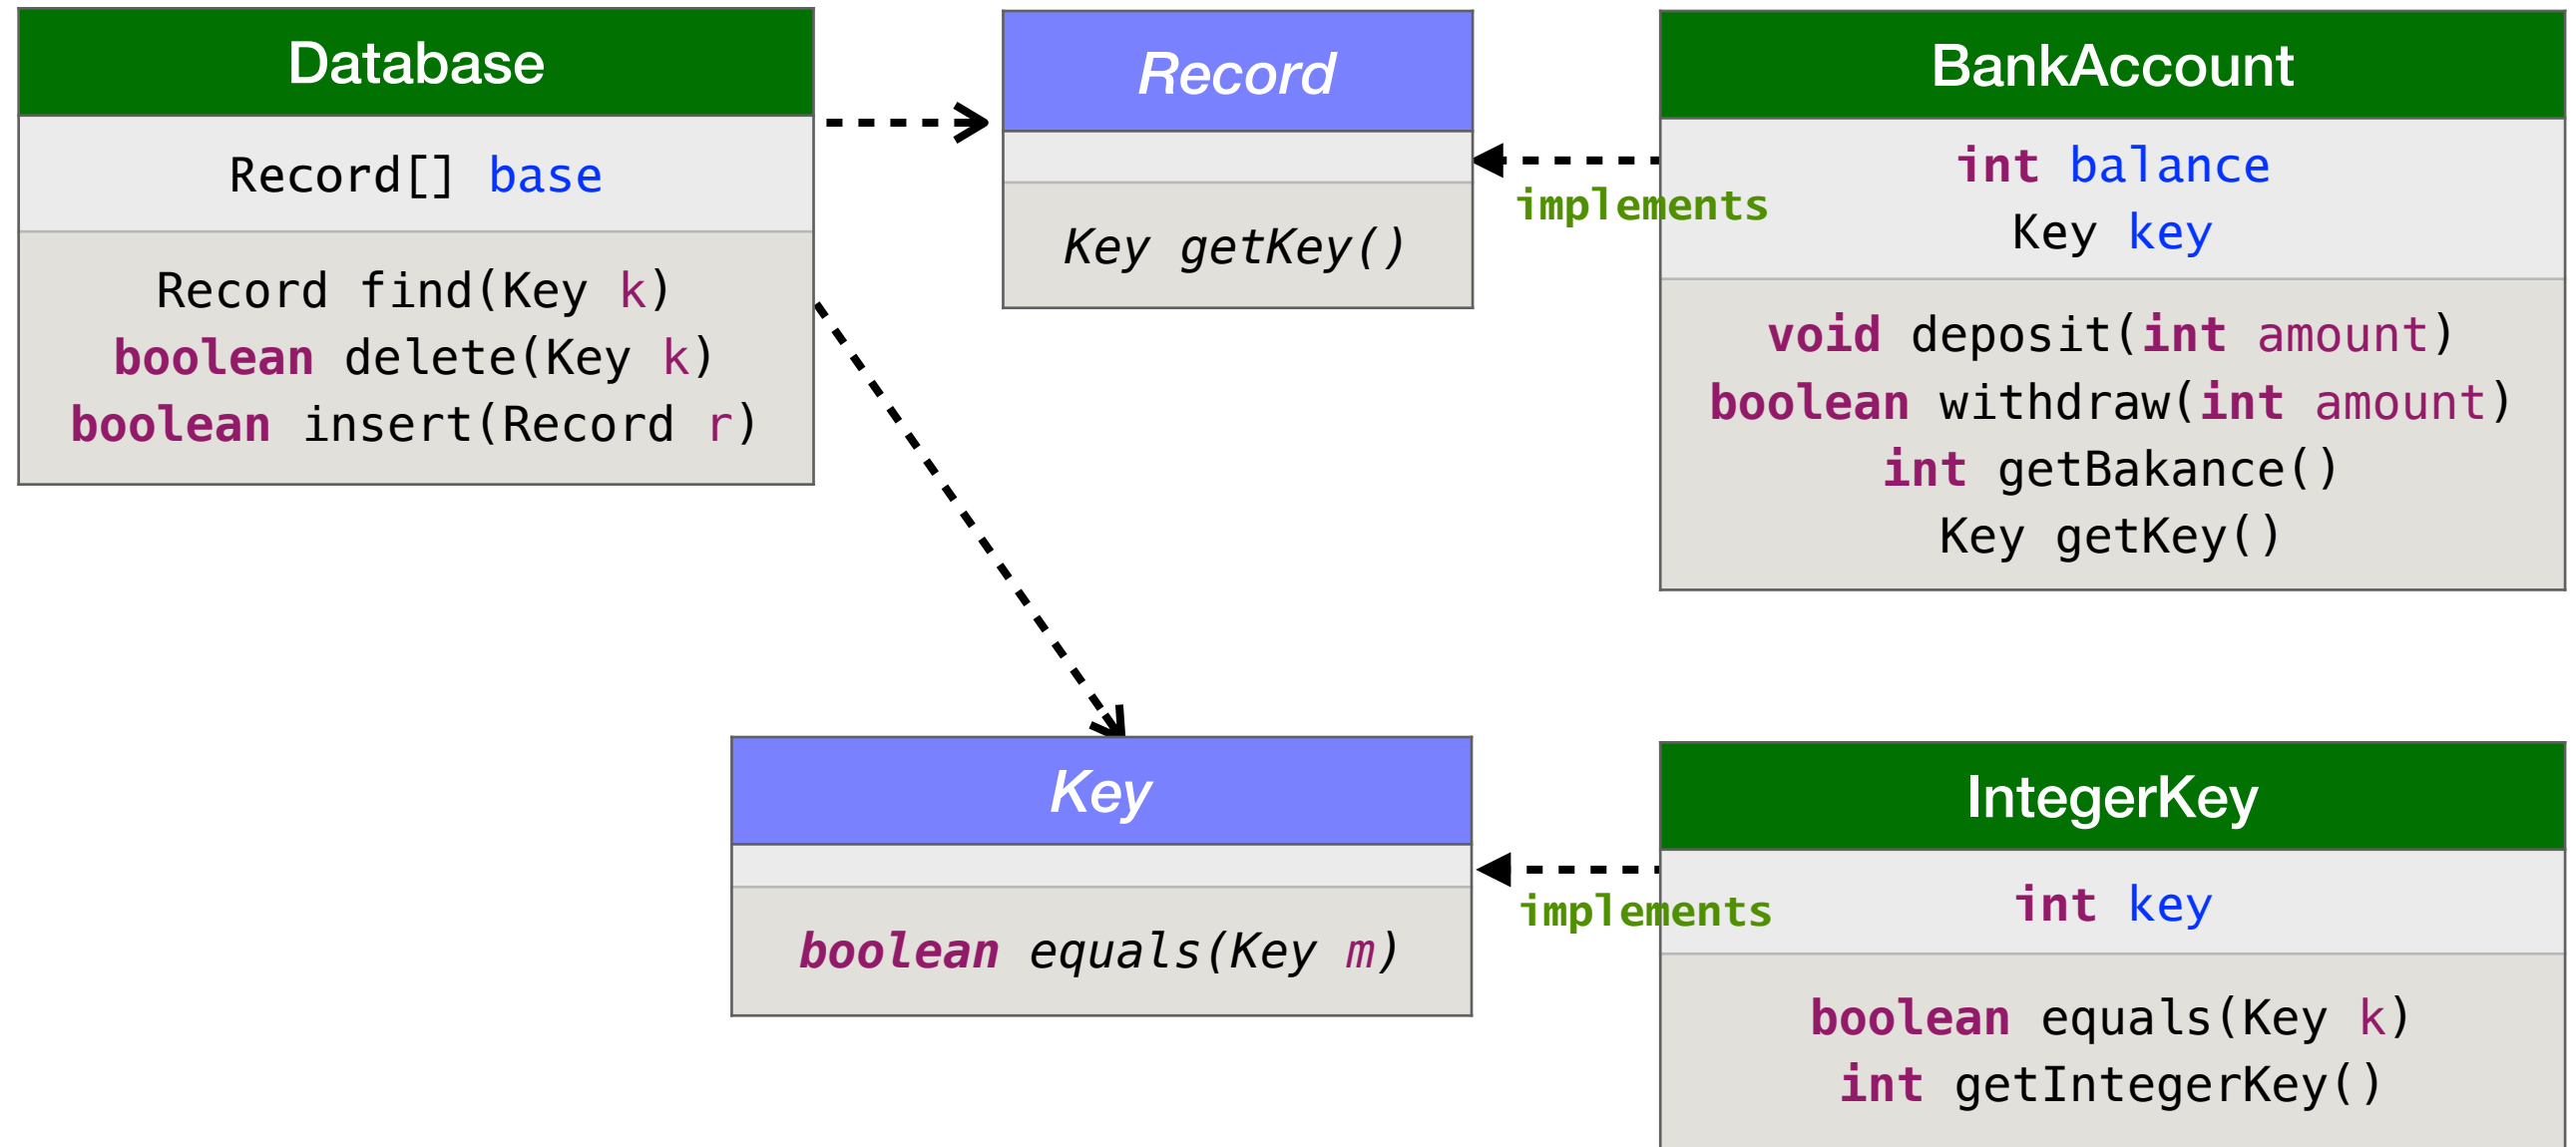 Database
Record[] base
Record find(Key k)
boolean delete(Key k)
boolean insert(Record r)
Record
Key getKey()
implements
BankAccount
int balance
Key key
void deposit(int amount)
boolean withdraw(int amount)
int getBakance()
Key getKey()
Key
boolean equals(Key m)
implements
IntegerKey
int key
boolean equals(Key k)
int getIntegerKey()